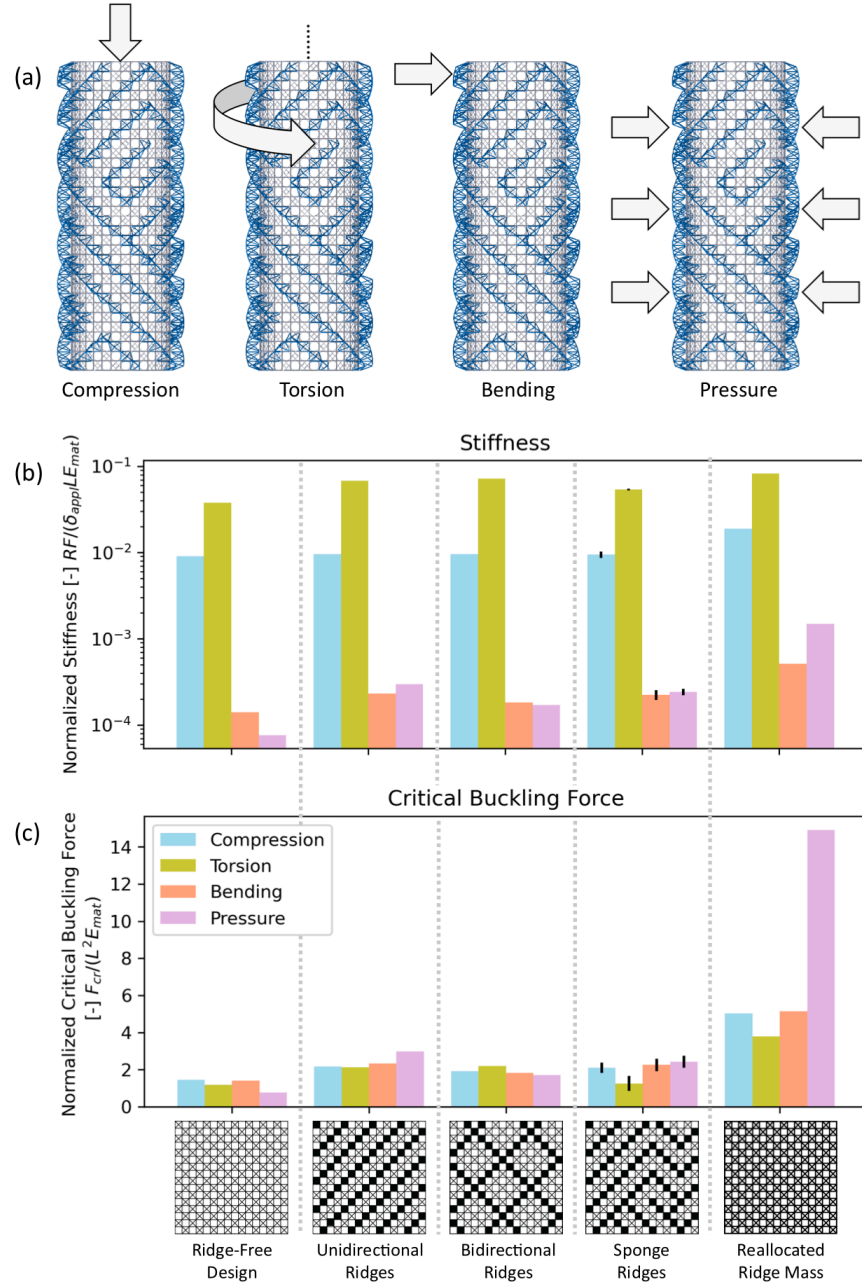 (a)
Compression
Torsion
Bending
Pressure
(b)
Stiffness
Normalized Stiffness [-] RF/(δapp/LEmat)
10⁻¹
10⁻²
10⁻³
10⁻⁴
(c)
Critical Buckling Force
Normalized Critical Buckling Force
[-] Fcr/(L²Emat)
14
12
10
8
6
4
2
0
Compression
Torsion
Bending
Pressure
Ridge-Free
Design
Unidirectional
Ridges
Bidirectional
Ridges
Sponge
Ridges
Reallocated
Ridge Mass